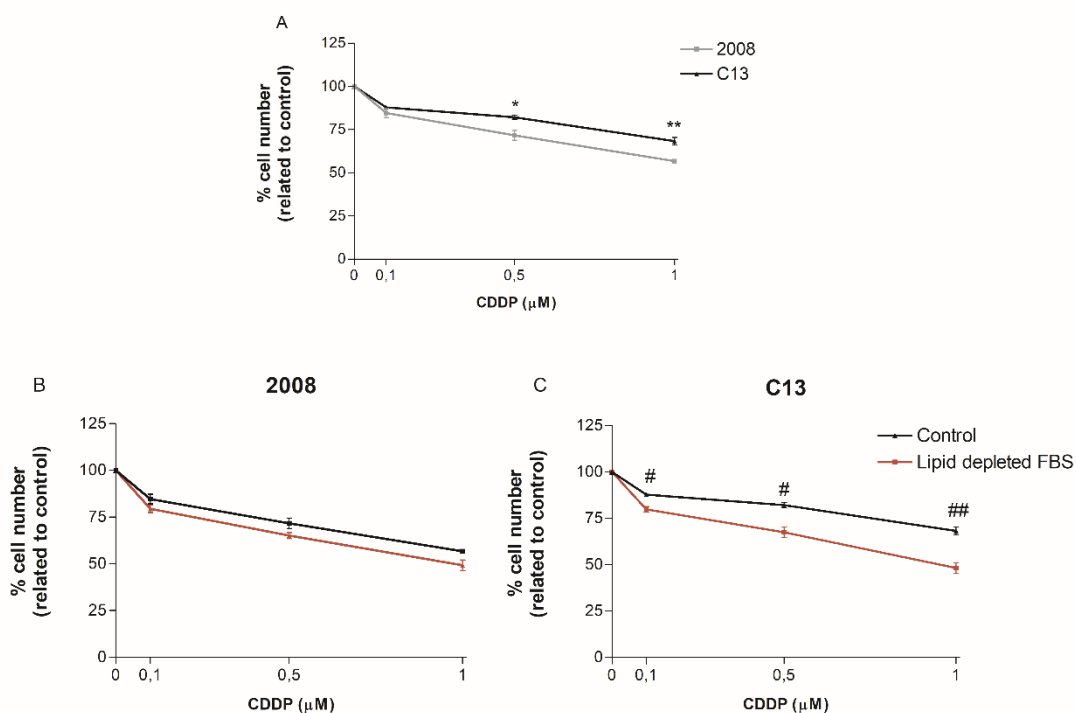 A
125
100
75
50
25
0
% cell number
(related to control)
*
**
0 0,1 0,5 1
CDDP (µM)
2008
C13
B
2008
125
100
75
50
25
0
% cell number
(related to control)
0 0,1 0,5 1
CDDP (µM)
C
C13
125
100
75
50
25
0
% cell number
(related to control)
#
#
##
0 0,1 0,5 1
CDDP (µM)
Control
Lipid depleted FBS